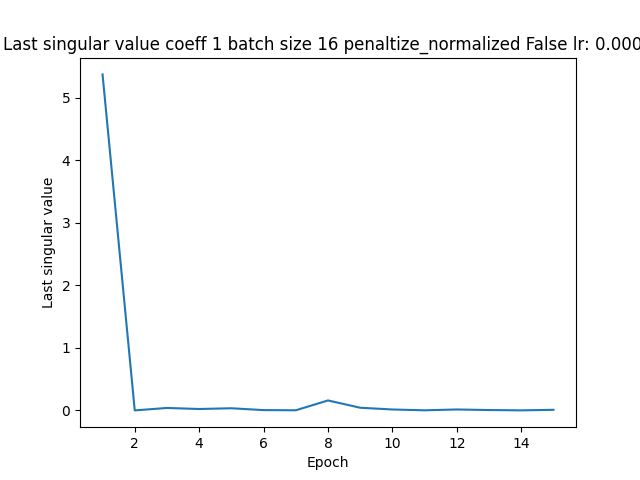 Last singular value coeff 1 batch size 16 penaltize_normalized False lr: 0.000
5
4
3
2
1
0
Last singular value
2 4 6 8 10 12 14
Epoch